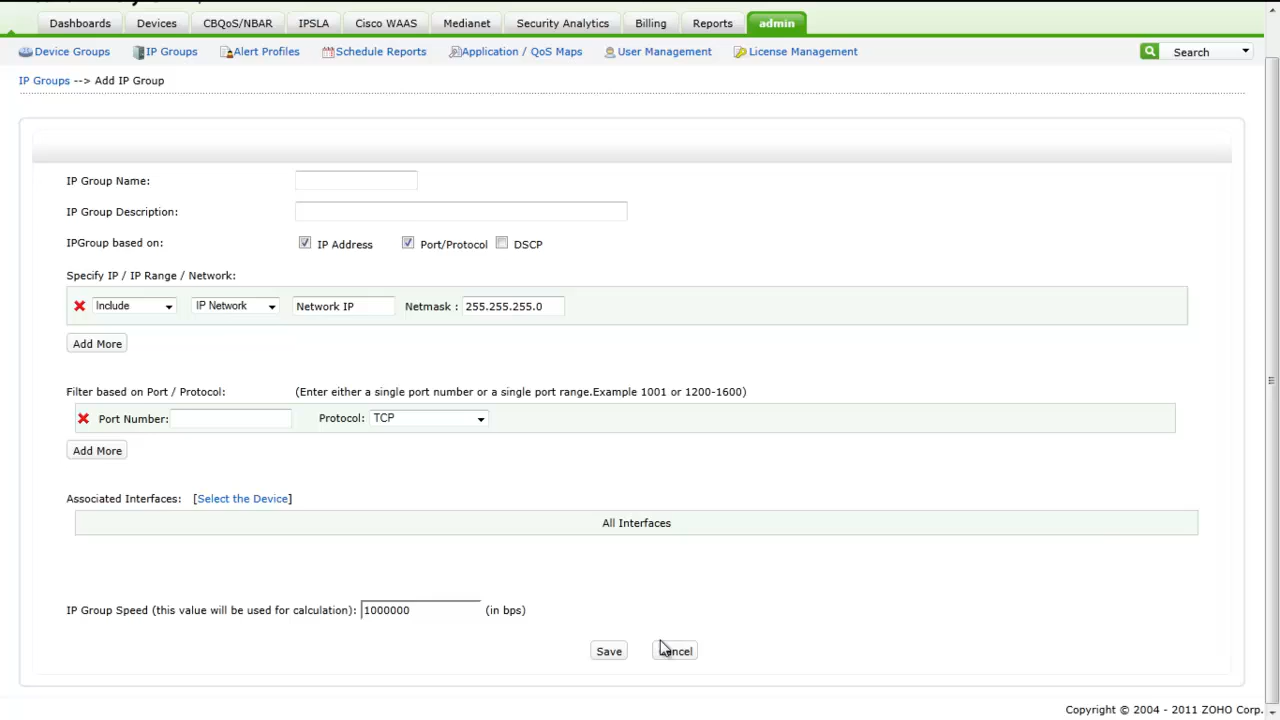 Dashboards Devices CBQoS/NBAR IPSLA Cisco WAAS Medianet Security Analytics Billing Reports admin
Device Groups IP Groups Alert Profiles Schedule Reports Application / QoS Maps User Management License Management Search
IP Groups --> Add IP Group
IP Group Name:
IP Group Description:
IPGroup based on: IP Address Port/Protocol DSCP
Specify IP / IP Range / Network:
Include IP Network Network IP Netmask : 255.255.255.0
Add More
Filter based on Port / Protocol: (Enter either a single port number or a single port range.Example 1001 or 1200-1600)
Port Number: Protocol: TCP
Add More
Associated Interfaces: [Select the Device]
All Interfaces
IP Group Speed (this value will be used for calculation): 1000000 (in bps)
Save Cancel
Copyright © 2004 - 2011 ZOHO Corp.